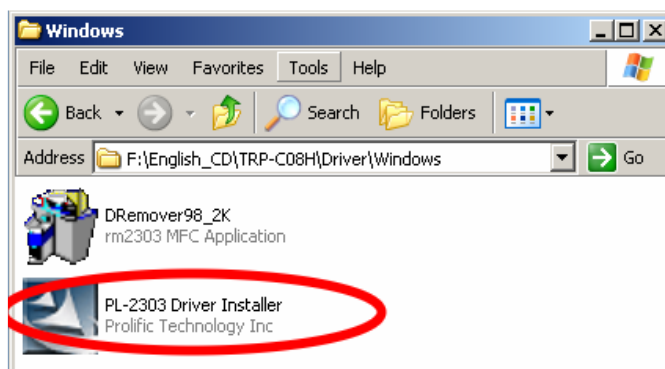 Windows
File Edit View Favorites Tools Help
Back Search Folders
Address F:\English_CD\TRP-C08H\Driver\Windows Go
DRemover98_2K
rm2303 MFC Application
PL-2303 Driver Installer
Prolific Technology Inc